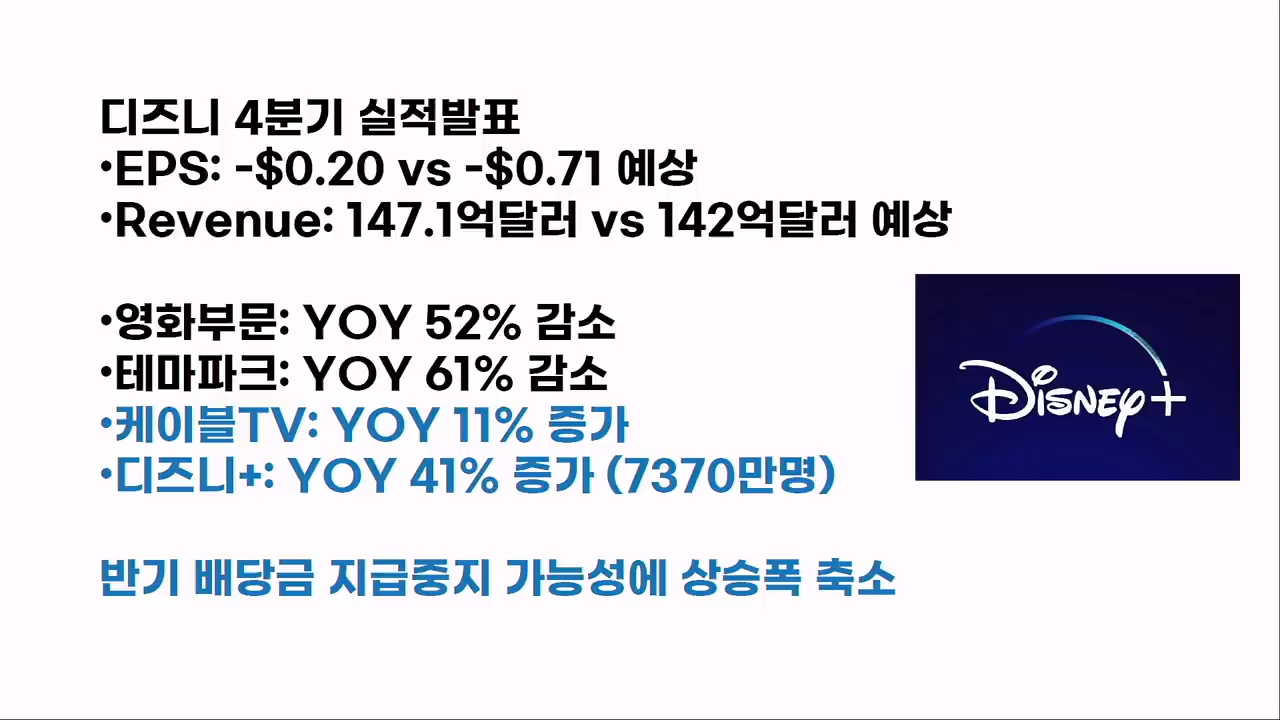 디즈니 4분기 실적발표
•EPS: -$0.20 vs -$0.71 예상
•Revenue: 147.1억달러 vs 142억달러 예상
•영화부문: YOY 52% 감소
•테마파크: YOY 61% 감소
•케이블TV: YOY 11% 증가
•디즈니+: YOY 41% 증가 (7370만명)
DISNEY+
반기 배당금 지급중지 가능성에 상승폭 축소